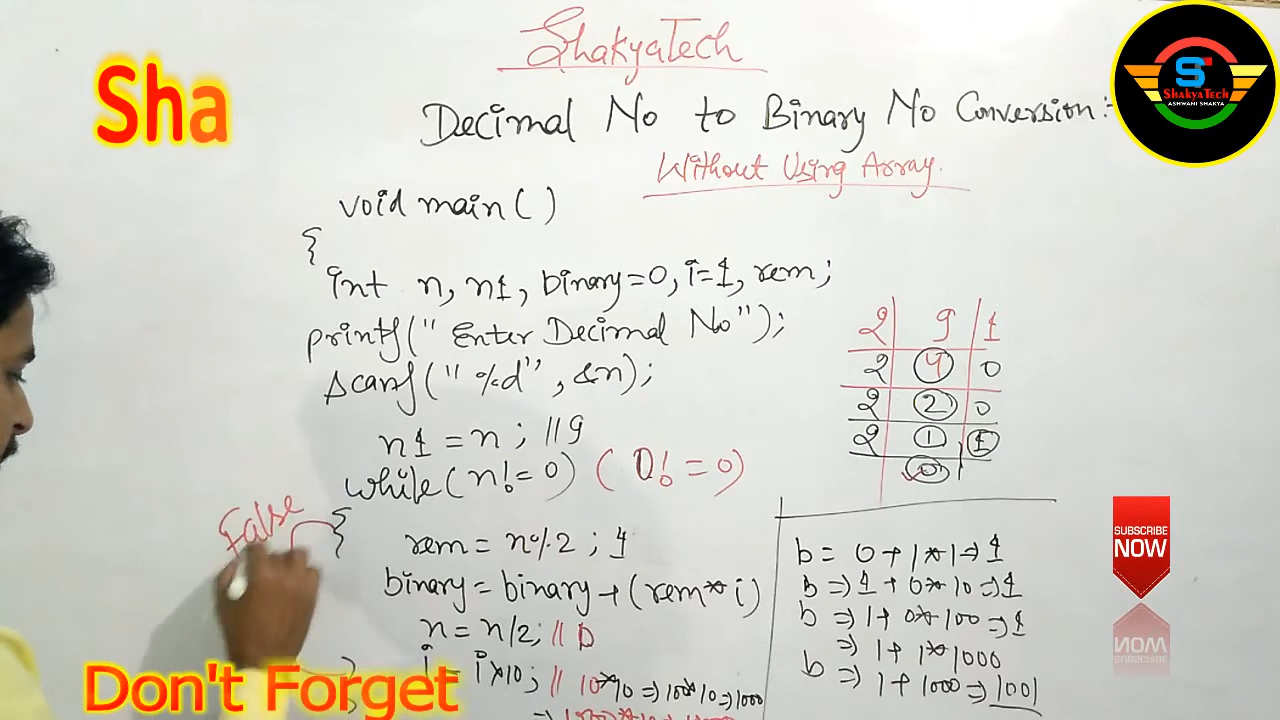 ShakyaTech
Sha
ST
ShakyaTech
ASHWANI SHAKYA
Decimal No to Binary No Conversion:-
Without Using Array.
void main()
{
int n, n1, binary=0, i=1, rem;
printf("Enter Decimal No");
scanf("%d", &n);
n1 = n; //9
while(n!=0) (0!=0)
False
{
rem = n%2; 1
binary = binary+(rem*i)
n = n/2; // 0
i = i*10; // 10*10=>100*10=>1000
}
2 9 1
2 4 0
2 2 0
2 1 1
0
b = 0+1*1=>1
b => 1+0*10=>1
b => 1+0*100=>1
=> 1+1*1000
b => 1+1000=>1001
SUBSCRIBE
NOW
Don't Forget